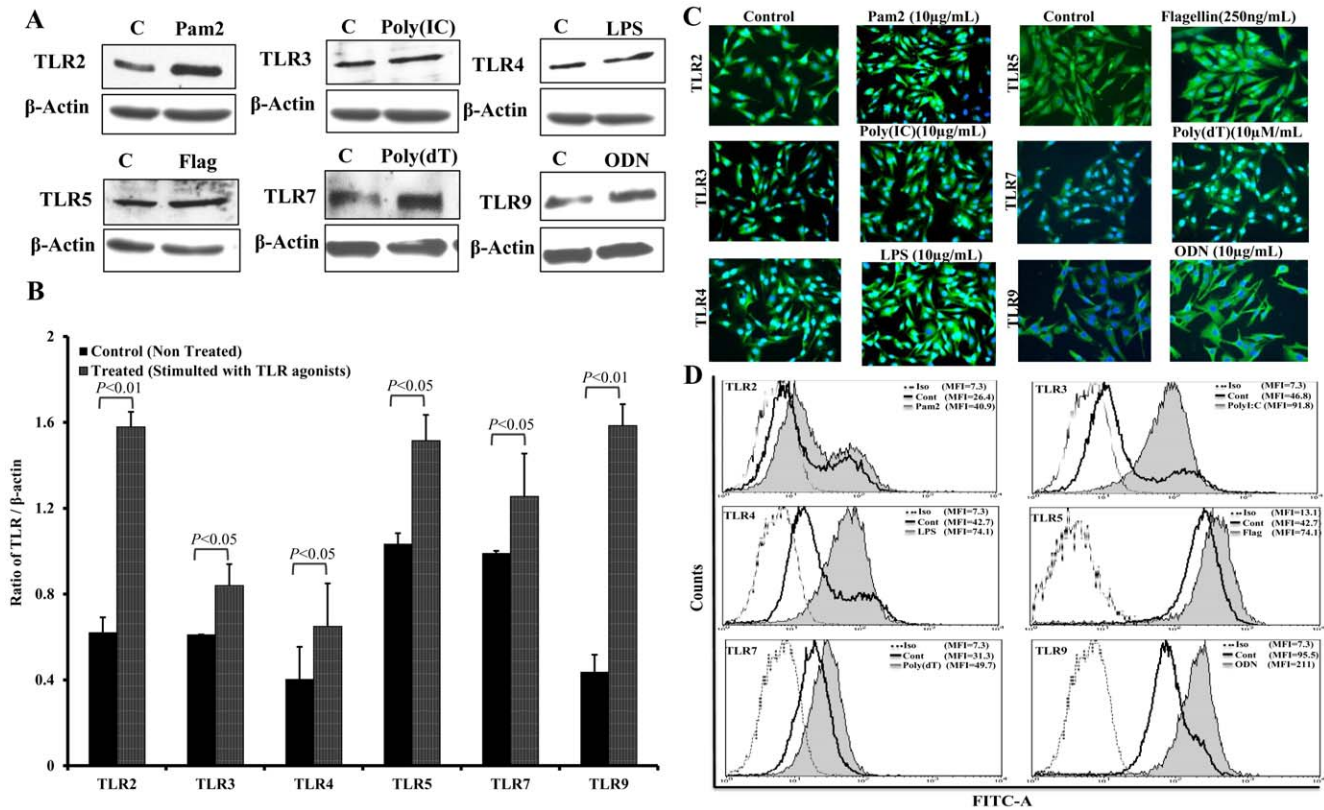 A
C Pam2
TLR2
β-Actin
C Poly(IC)
TLR3
β-Actin
C LPS
TLR4
β-Actin
C Flag
TLR5
β-Actin
C Poly(dT)
TLR7
β-Actin
C ODN
TLR9
β-Actin
B
Ratio of TLR / β-actin
2
1.6
1.2
0.8
0.4
0
Control (Non Treated)
Treated (Stimulted with TLR agonists)
P<0.01
P<0.05
P<0.05
P<0.05
P<0.05
P<0.01
TLR2 TLR3 TLR4 TLR5 TLR7 TLR9
C
Control Pam2 (10μg/mL) Control Flagellin(250ng/mL)
TLR2 TLR5
Poly(IC)(10μg/mL) Poly(dT)(10μM/mL
TLR3 TLR7
LPS (10μg/mL) ODN (10μg/mL)
TLR4 TLR9
D
Counts
TLR2
Iso (MFI=7.3)
Cont (MFI=26.4)
Pam2 (MFI=40.9)
TLR3
Iso (MFI=7.3)
Cont (MFI=46.8)
PolyI:C (MFI=91.8)
TLR4
Iso (MFI=7.3)
Cont (MFI=42.7)
LPS (MFI=74.1)
TLR5
Iso (MFI=13.1)
Cont (MFI=42.7)
Flag (MFI=74.1)
TLR7
Iso (MFI=7.3)
Cont (MFI=31.3)
Poly(dT) (MFI=49.7)
TLR9
Iso (MFI=7.3)
Cont (MFI=95.5)
ODN (MFI=211)
FITC-A